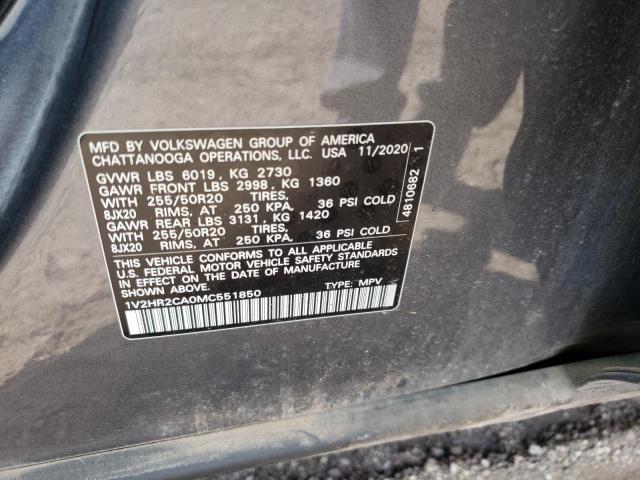 MFD BY VOLKSWAGEN GROUP OF AMERICA
CHATTANOOGA OPERATIONS, LLC. USA 11/2020
GVWR LBS 6019, KG 2730
GAWR FRONT LBS 2998, KG 1360
WITH 255/50R20 TIRES,
8JX20 RIMS, AT 250 KPA, 36 PSI COLD
GAWR REAR LBS 3131, KG 1420
WITH 255/50R20 TIRES,
8JX20 RIMS, AT 250 KPA, 36 PSI COLD
THIS VEHICLE CONFORMS TO ALL APPLICABLE
U.S. FEDERAL MOTOR VEHICLE SAFETY STANDARDS
IN EFFECT ON THE DATE OF MANUFACTURE
SHOWN ABOVE.
1V2HR2CA0MC551850 TYPE: MPV
4810682 1